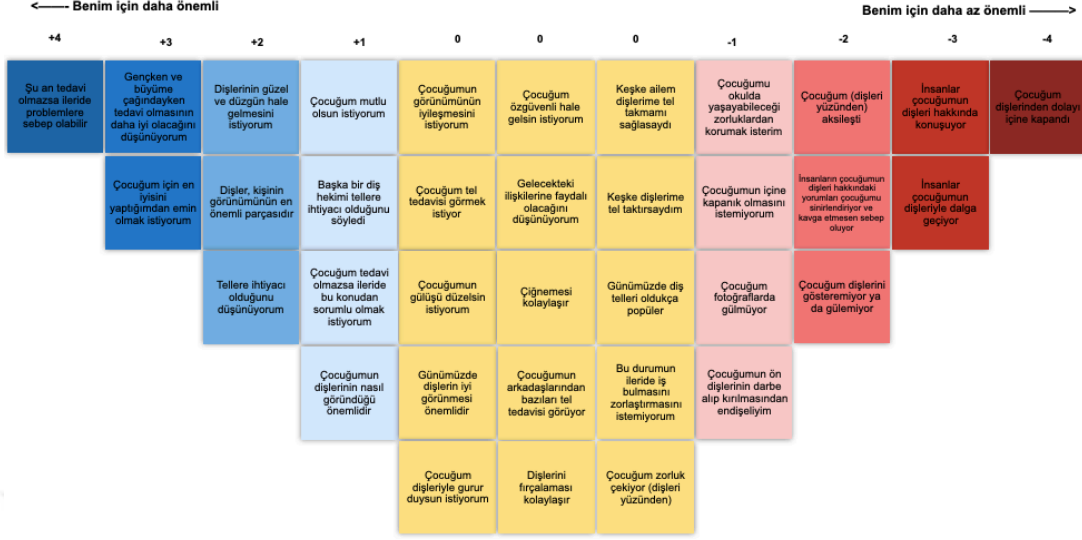 <—— Benim için daha önemli
Benim için daha az önemli ———>
+4
+3
+2
+1
0
0
0
-1
-2
-3
-4
Şu an tedavi
olmazsa ileride
problemlere
sebep olabilir
Gençken ve
büyüme
çağındayken
tedavi olmasının
daha iyi olacağını
düşünüyorum
Dişlerinin güzel
ve düzgün hale
gelmesini
istiyorum
Çocuğum mutlu
olsun istiyorum
Çocuğumun
görünümünün
iyileşmesini
istiyorum
Çocuğum
özgüvenli hale
gelsin istiyorum
Keşke ailem
dişlerime tel
takmamı
sağlasaydı
Çocuğumu
okulda
yaşayabileceği
zorluklardan
korumak isterim
Çocuğum (dişleri
yüzünden)
aksileşti
İnsanlar
çocuğumun
dişleri hakkında
konuşuyor
Çocuğum
dişlerinden dolayı
içine kapandı
Çocuğum için en
iyisini
yaptığımdan emin
olmak istiyorum
Dişler, kişinin
görünümünün en
önemli parçasıdır
Başka bir diş
hekimi tellere
ihtiyacı olduğunu
söyledi
Çocuğum tel
tedavisi görmek
istiyor
Gelecekteki
ilişkilerine faydalı
olacağını
düşünüyorum
Keşke dişlerime
tel taktırsaydım
Çocuğumun içine
kapanık olmasını
istemiyorum
İnsanların çocuğumun
dişleri hakkındaki
yorumları çocuğumu
sinirlendiriyor ve
kavga etmesen sebep
oluyor
İnsanlar
çocuğumun
dişleriyle dalga
geçiyor
Tellere ihtiyacı
olduğunu
düşünüyorum
Çocuğum tedavi
olmazsa ileride
bu konudan
sorumlu olmak
istiyorum
Çocuğumun
gülüşü düzelsin
istiyorum
Çiğnemesi
kolaylaşır
Günümüzde diş
telleri oldukça
popüler
Çocuğum
fotoğraflarda
gülmüyor
Çocuğum dişlerini
gösteremiyor ya
da gülemiyor
Çocuğumun
dişlerinin nasıl
göründüğü
önemlidir
Günümüzde
dişlerin iyi
görünmesi
önemlidir
Çocuğumun
arkadaşlarından
bazıları tel
tedavisi görüyor
Bu durumun
ileride iş
bulmasını
zorlaştırmasını
istemiyorum
Çocuğumun ön
dişlerinin darbe
alıp kırılmasından
endişeliyim
Çocuğum
dişleriyle gurur
duysun istiyorum
Dişlerini
fırçalaması
kolaylaşır
Çocuğum zorluk
çekiyor (dişleri
yüzünden)